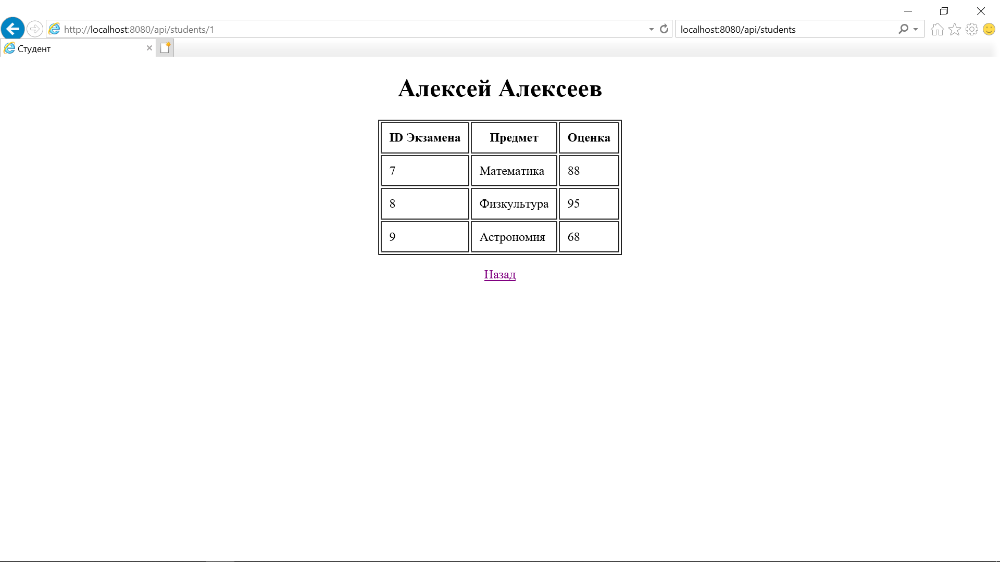 http://localhost:8080/api/students/1
localhost:8080/api/students
Студент
Алексей Алексеев
ID Экзамена Предмет Оценка
7 Математика 88
8 Физкультура 95
9 Астрономия 68
Назад